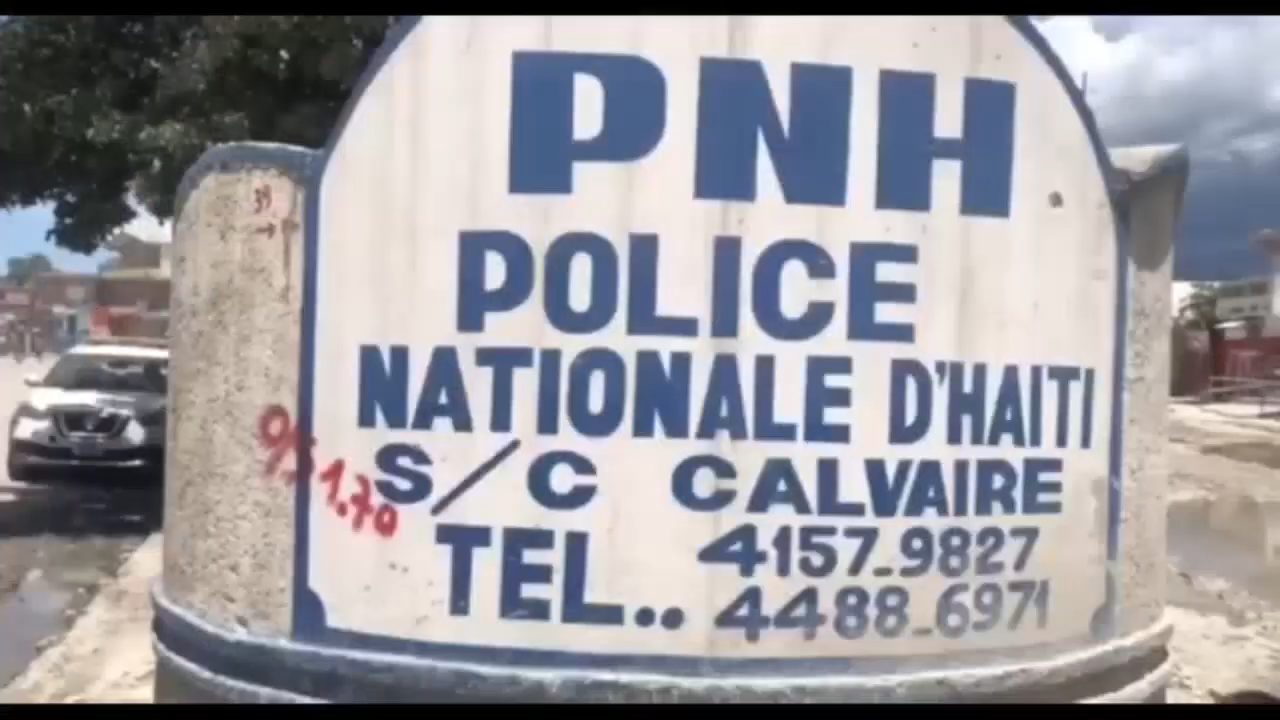 PNH
POLICE
NATIONALE D'HAITI
S/C CALVAIRE
TEL.. 4157-9827
4488-6971